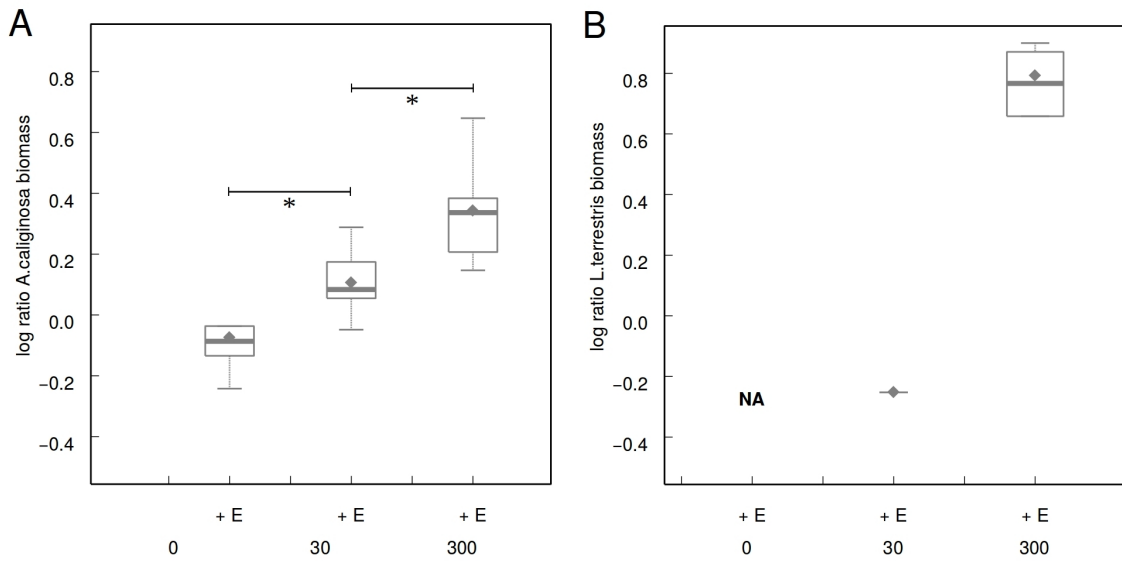 A
log ratio A.caliginosa biomass
0.8
0.6
0.4
0.2
0.0
−0.2
−0.4
*
*
+ E
+ E
+ E
0
30
300
B
log ratio L.terrestris biomass
0.8
0.6
0.4
0.2
0.0
−0.2
−0.4
NA
+ E
+ E
+ E
0
30
300